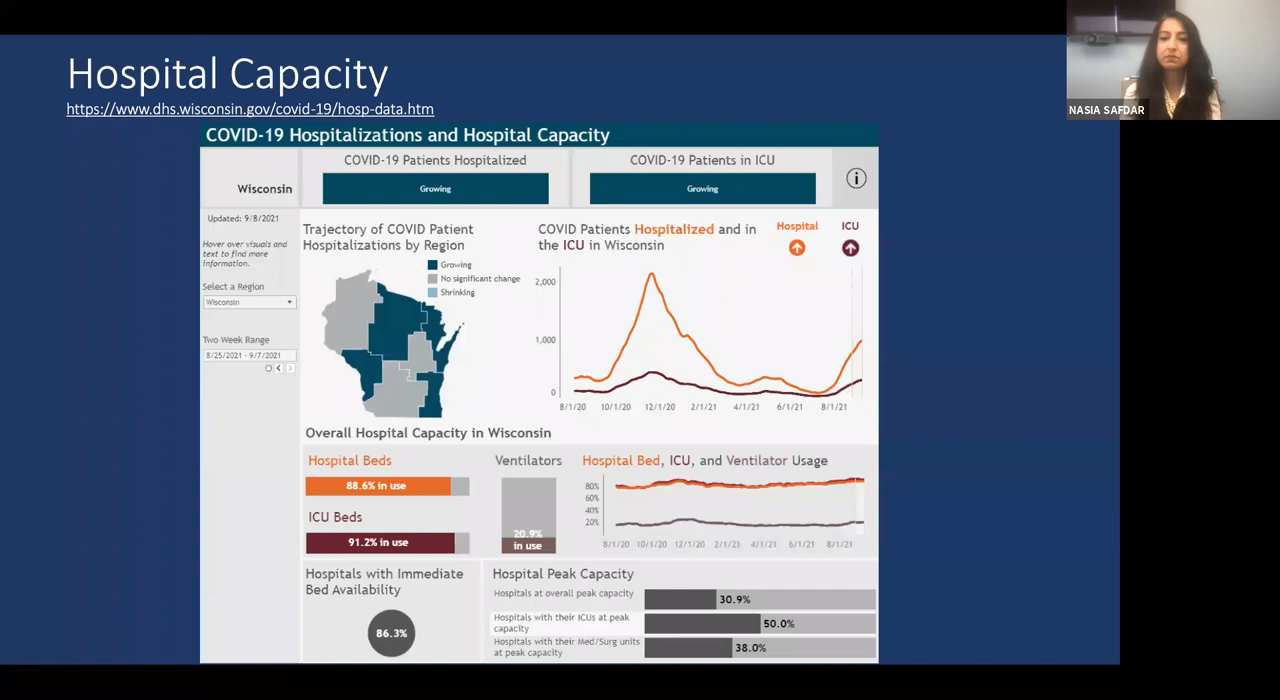 Hospital Capacity
https://www.dhs.wisconsin.gov/covid-19/hosp-data.htm
NASIA SAFDAR
COVID-19 Hospitalizations and Hospital Capacity
Wisconsin
COVID-19 Patients Hospitalized
Growing
COVID-19 Patients in ICU
Growing
i
Updated: 9/8/2021
Hover over visuals and
text to find more
information.
Select a Region
Wisconsin
Two Week Range
8/25/2021 - 9/7/2021
Trajectory of COVID Patient
Hospitalizations by Region
Growing
No significant change
Shrinking
COVID Patients Hospitalized and in
the ICU in Wisconsin
Hospital
ICU
2,000
1,000
0
8/1/20 10/1/20 12/1/20 2/1/21 4/1/21 6/1/21 8/1/21
Overall Hospital Capacity in Wisconsin
Hospital Beds
88.6% in use
ICU Beds
91.2% in use
Ventilators
20.9%
in use
Hospital Bed, ICU, and Ventilator Usage
80%
60%
40%
20%
8/1/20 10/1/20 12/1/20 2/1/21 4/1/21 6/1/21 8/1/21
Hospitals with Immediate
Bed Availability
86.3%
Hospital Peak Capacity
Hospitals at overall peak capacity
30.9%
Hospitals with their ICUs at peak
capacity
50.0%
Hospitals with their Med/Surg units
at peak capacity
38.0%